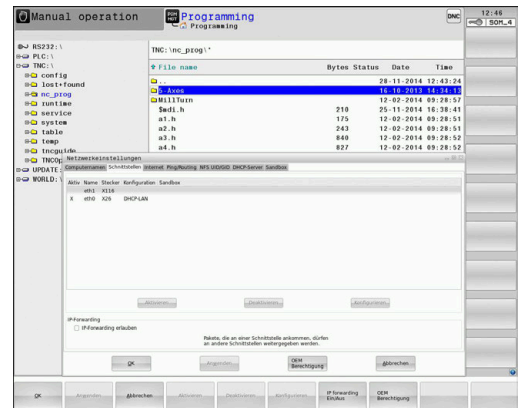 Manual operation
PGM MGT
Programming
Programming
DNC
12:46
SOM_4
RS232:\
PLC:\
TNC:\
config
lost+found
nc_prog
runtime
service
system
table
temp
tncguide
TNCO
UPDATE:
WORLD:\
TNC:\nc_prog\*
File name Bytes Status Date Time
.. 28-11-2014 12:43:24
5-Axes 16-10-2013 14:34:13
MillTurn 12-02-2014 09:28:57
$mdi.h 210 25-11-2014 16:38:41
a1.h 175 12-02-2014 09:28:51
a2.h 243 12-02-2014 09:28:51
a3.h 840 12-02-2014 09:28:52
a4.h 827 12-02-2014 09:28:52
Netzwerkeinstellungen
Computernamen Schnittstellen Internet Ping/Routing NFS UID/GID DHCP-Server Sandbox
Aktiv Name Stecker Konfiguration Sandbox
eth1 X116
X eth0 X26 DHCP-LAN
Aktivieren Deaktivieren Konfigurieren
IP-Forwarding
IP-Forwarding erlauben
Pakete, die an einer Schnittstelle ankommen, dürfen
an andere Schnittstellen weitergegeben werden.
OK Anwenden OEM Berechtigung Abbrechen
OK Anwenden Abbrechen Aktivieren Deaktivieren Konfigurieren IP forwarding Ein/Aus OEM Berechtigung